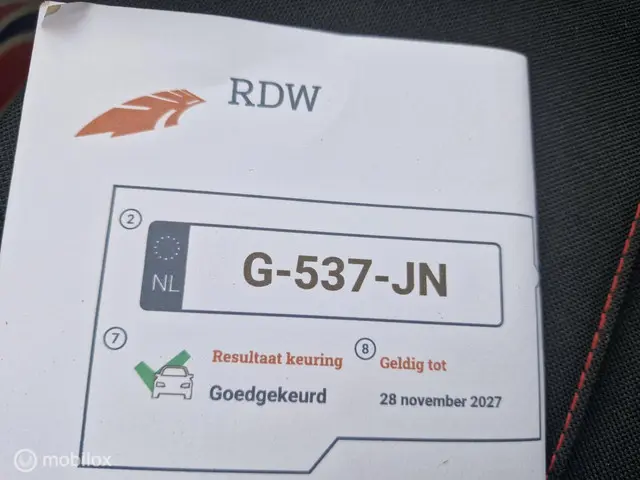 RDW
2
NL
G-537-JN
7
Resultaat keuring
Goedgekeurd
8
Geldig tot
28 november 2027
mobilox